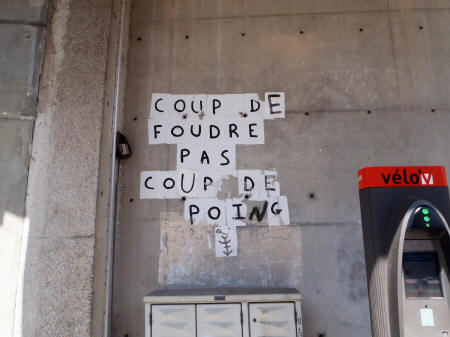 COUP DE
FOUDRE
PAS
COUP DE
POING
vélo'v